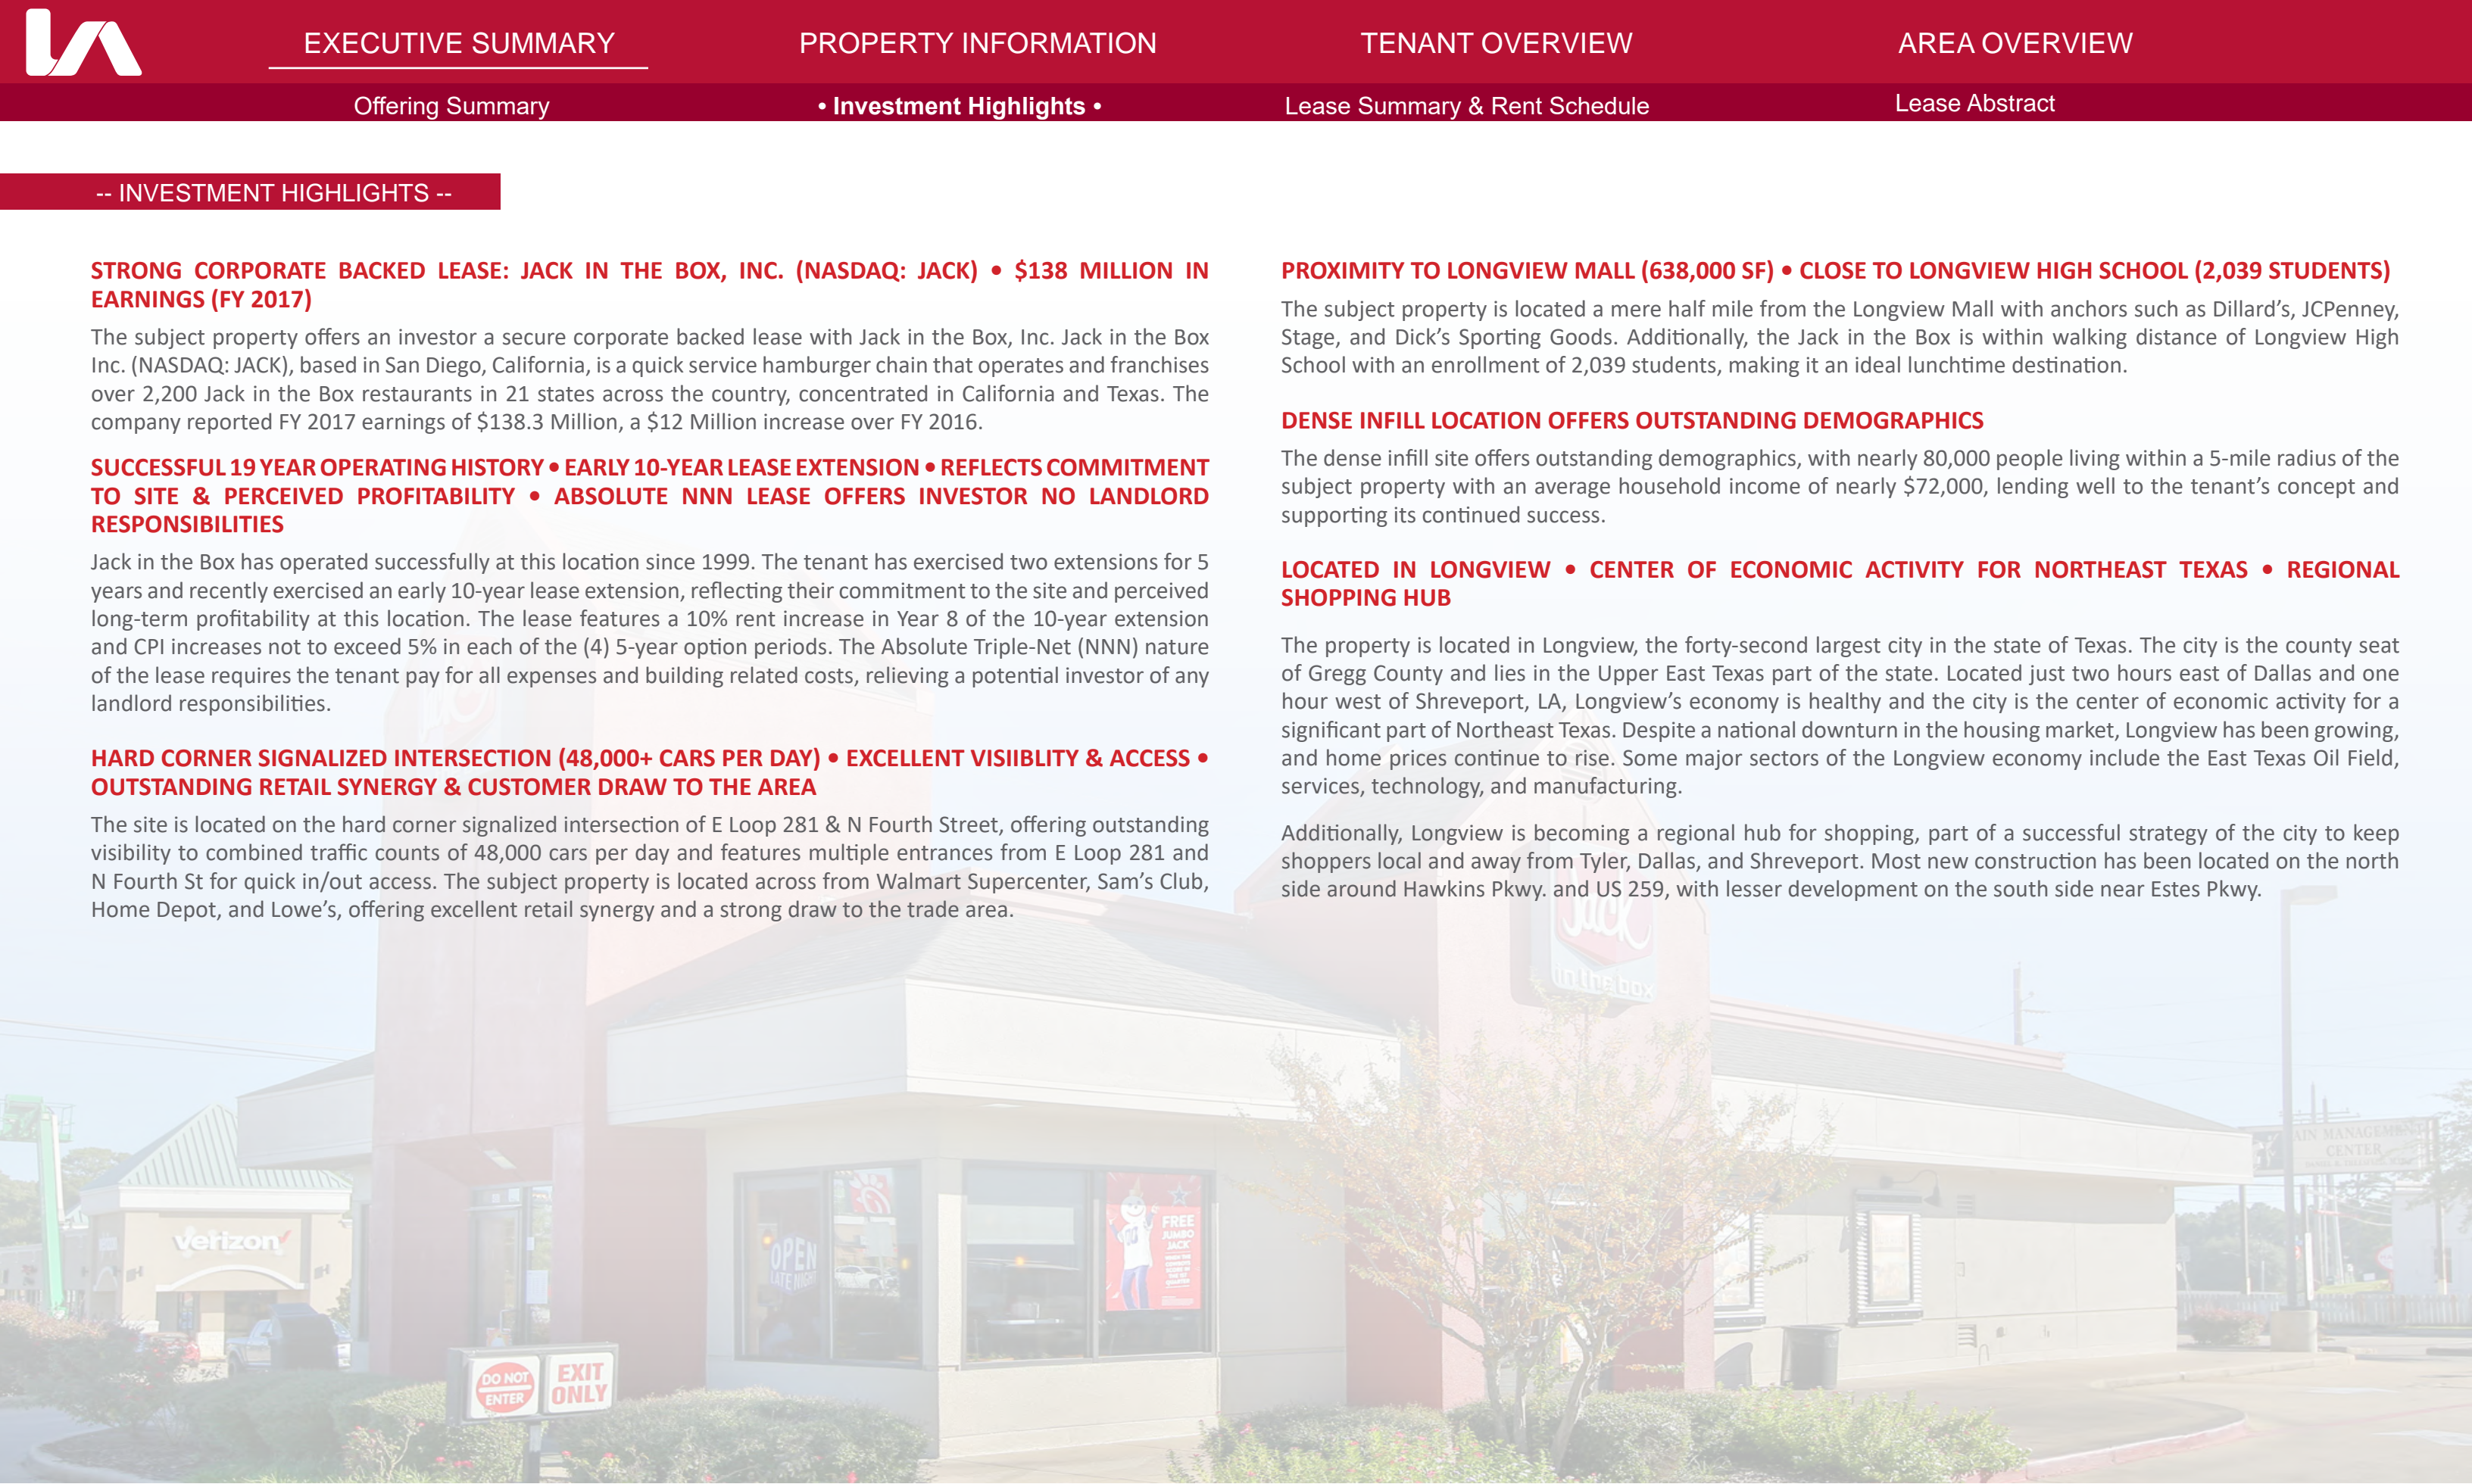 EXECUTIVE SUMMARY
PROPERTY INFORMATION
TENANT OVERVIEW
AREA OVERVIEW
Offering Summary
• Investment Highlights •
Lease Summary & Rent Schedule
Lease Abstract
-- INVESTMENT HIGHLIGHTS --
STRONG CORPORATE BACKED LEASE: JACK IN THE BOX, INC. (NASDAQ: JACK) • $138 MILLION IN
EARNINGS (FY 2017)
The subject property offers an investor a secure corporate backed lease with Jack in the Box, Inc. Jack in the Box
Inc. (NASDAQ: JACK), based in San Diego, California, is a quick service hamburger chain that operates and franchises
over 2,200 Jack in the Box restaurants in 21 states across the country, concentrated in California and Texas. The
company reported FY 2017 earnings of $138.3 Million, a $12 Million increase over FY 2016.
SUCCESSFUL 19 YEAR OPERATING HISTORY • EARLY 10-YEAR LEASE EXTENSION • REFLECTS COMMITMENT
TO SITE & PERCEIVED PROFITABILITY • ABSOLUTE NNN LEASE OFFERS INVESTOR NO LANDLORD
RESPONSIBILITIES
Jack in the Box has operated successfully at this location since 1999. The tenant has exercised two extensions for 5
years and recently exercised an early 10-year lease extension, reflecting their commitment to the site and perceived
long-term profitability at this location. The lease features a 10% rent increase in Year 8 of the 10-year extension
and CPI increases not to exceed 5% in each of the (4) 5-year option periods. The Absolute Triple-Net (NNN) nature
of the lease requires the tenant pay for all expenses and building related costs, relieving a potential investor of any
landlord responsibilities.
HARD CORNER SIGNALIZED INTERSECTION (48,000+ CARS PER DAY) • EXCELLENT VISIIBLITY & ACCESS •
OUTSTANDING RETAIL SYNERGY & CUSTOMER DRAW TO THE AREA
The site is located on the hard corner signalized intersection of E Loop 281 & N Fourth Street, offering outstanding
visibility to combined traffic counts of 48,000 cars per day and features multiple entrances from E Loop 281 and
N Fourth St for quick in/out access. The subject property is located across from Walmart Supercenter, Sam's Club,
Home Depot, and Lowe's, offering excellent retail synergy and a strong draw to the trade area.
PROXIMITY TO LONGVIEW MALL (638,000 SF) • CLOSE TO LONGVIEW HIGH SCHOOL (2,039 STUDENTS)
The subject property is located a mere half mile from the Longview Mall with anchors such as Dillard's, JCPenney,
Stage, and Dick's Sporting Goods. Additionally, the Jack in the Box is within walking distance of Longview High
School with an enrollment of 2,039 students, making it an ideal lunchtime destination.
DENSE INFILL LOCATION OFFERS OUTSTANDING DEMOGRAPHICS
The dense infill site offers outstanding demographics, with nearly 80,000 people living within a 5-mile radius of the
subject property with an average household income of nearly $72,000, lending well to the tenant's concept and
supporting its continued success.
LOCATED IN LONGVIEW • CENTER OF ECONOMIC ACTIVITY FOR NORTHEAST TEXAS • REGIONAL
SHOPPING HUB
The property is located in Longview, the forty-second largest city in the state of Texas. The city is the county seat
of Gregg County and lies in the Upper East Texas part of the state. Located just two hours east of Dallas and one
hour west of Shreveport, LA, Longview's economy is healthy and the city is the center of economic activity for a
significant part of Northeast Texas. Despite a national downturn in the housing market, Longview has been growing,
and home prices continue to rise. Some major sectors of the Longview economy include the East Texas Oil Field,
services, technology, and manufacturing.
Additionally, Longview is becoming a regional hub for shopping, part of a successful strategy of the city to keep
shoppers local and away from Tyler, Dallas, and Shreveport. Most new construction has been located on the north
side around Hawkins Pkwy. and US 259, with lesser development on the south side near Estes Pkwy.
Jack
in the box
verizon
OPEN
LATE NIGHT
FREE
JUMBO
JACK
DO NOT
ENTER
EXIT
ONLY
MANAGEMENT
CENTER